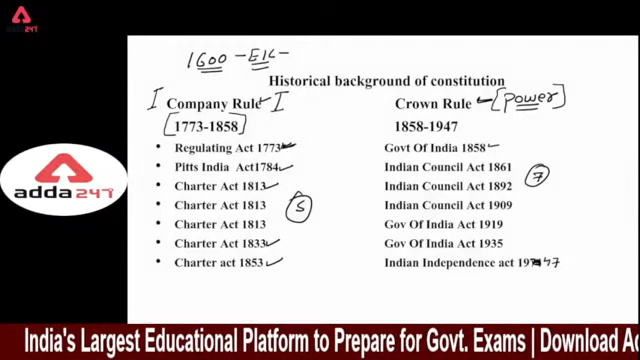 adda247
1600 - EIC -
Historical background of constitution
I Company Rule I
Crown Rule - [Power]
[1773-1858]
1858-1947
• Regulating Act 1773
Govt Of India 1858
• Pitts India Act1784
Indian Council Act 1861
7
• Charter Act 1813
Indian Council Act 1892
• Charter Act 1813
5
Indian Council Act 1909
• Charter Act 1813
Gov Of India Act 1919
• Charter Act 1833
Gov Of India Act 1935
• Charter act 1853
Indian Independence act 1947
adda247
India's Largest Educational Platform to Prepare for Govt. Exams | Download A